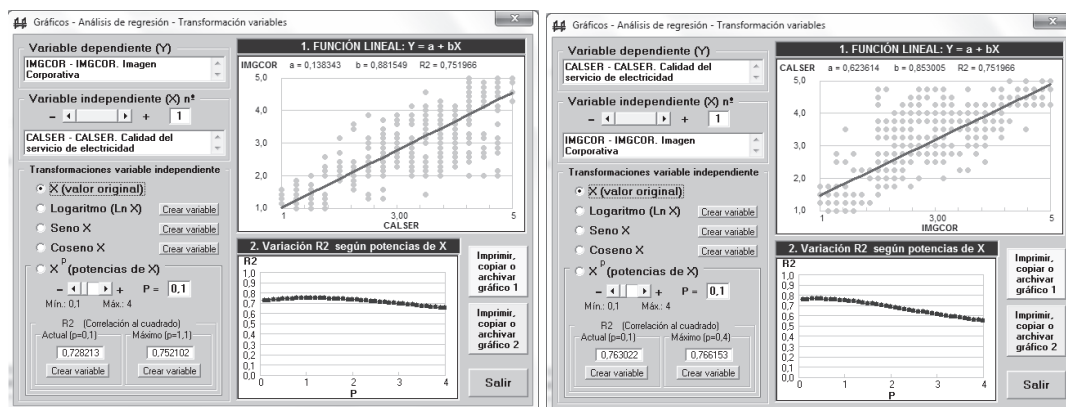 Gráficos - Análisis de regresión - Transformación variables
X
Variable dependiente (Y)
IMGCOR - IMGCOR. Imagen
Corporativa
Variable independiente (X) nº
- + 1
CALSER - CALSER. Calidad del
servicio de electricidad
Transformaciones variable independiente
X (valor original)
Logaritmo (Ln X) Crear variable
Seno X Crear variable
Coseno X Crear variable
X p (potencias de X)
- + P = 0,1
Mín.: 0,1 Máx.: 4
R2 (Correlación al cuadrado)
Actual (p=0,1) Máximo (p=1,1)
0,728213 0,752102
Crear variable Crear variable
1. FUNCIÓN LINEAL: Y = a + bX
IMGCOR a = 0,138343 b = 0,881549 R2 = 0,751966
5,0
4,0
3,0
2,0
1,0
1 3,00 5
CALSER
2. Variación R2 según potencias de X
R2
1,0
0,9
0,8
0,7
0,6
0,5
0,4
0,3
0,2
0,1
0,0
0 1 2 3 4
P
Imprimir,
copiar o
archivar
gráfico 1
Imprimir,
copiar o
archivar
gráfico 2
Salir
Gráficos - Análisis de regresión - Transformación variables
X
Variable dependiente (Y)
CALSER - CALSER. Calidad del
servicio de electricidad
Variable independiente (X) nº
- + 1
IMGCOR - IMGCOR. Imagen
Corporativa
Transformaciones variable independiente
X (valor original)
Logaritmo (Ln X) Crear variable
Seno X Crear variable
Coseno X Crear variable
X p (potencias de X)
- + P = 0,1
Mín.: 0,1 Máx.: 4
R2 (Correlación al cuadrado)
Actual (p=0,1) Máximo (p=0,4)
0,763022 0,766153
Crear variable Crear variable
1. FUNCIÓN LINEAL: Y = a + bX
CALSER a = 0,623614 b = 0,853005 R2 = 0,751966
5,0
4,0
3,0
2,0
1,0
1 3,00 5
IMGCOR
2. Variación R2 según potencias de X
R2
1,0
0,9
0,8
0,7
0,6
0,5
0,4
0,3
0,2
0,1
0,0
0 1 2 3 4
P
Imprimir,
copiar o
archivar
gráfico 1
Imprimir,
copiar o
archivar
gráfico 2
Salir